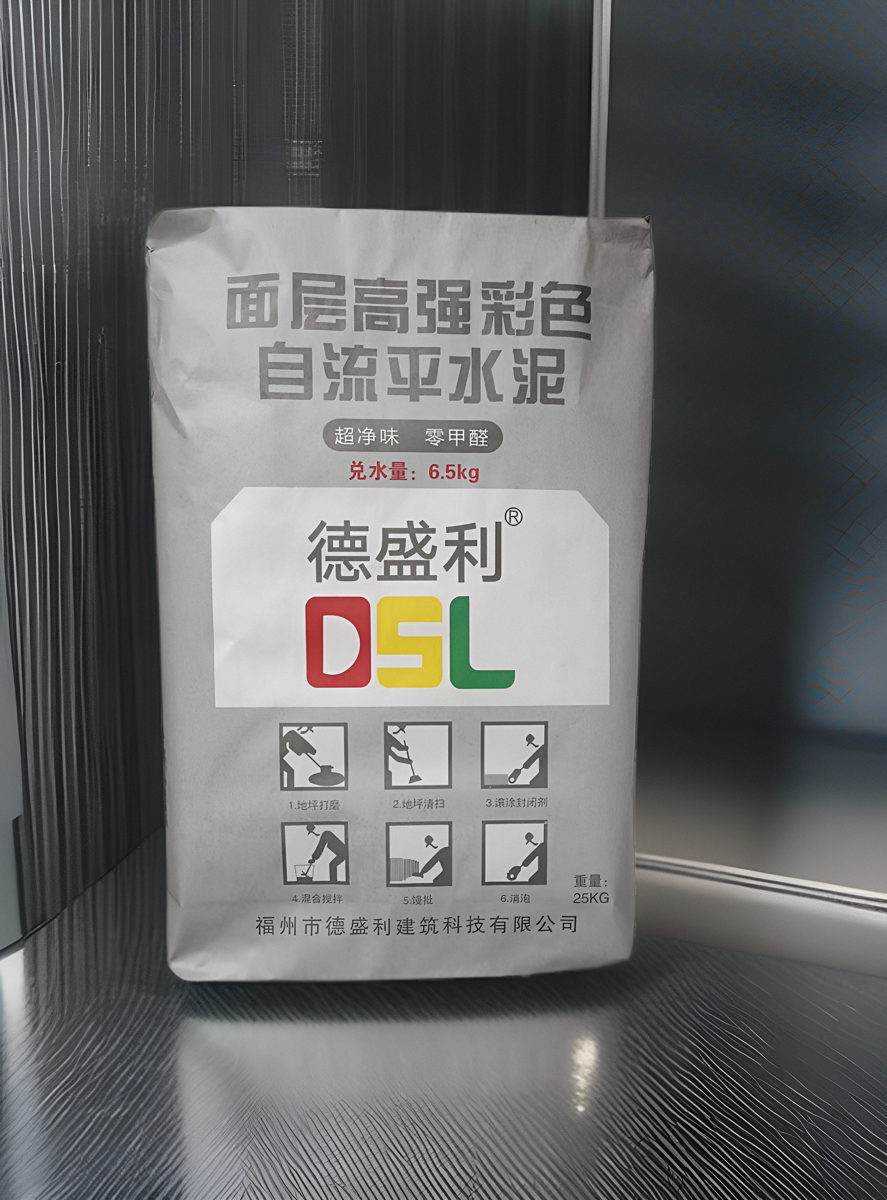 面层高强彩色
自流平水泥
超净味 零甲醛
兑水量：6.5kg
德盛利®
DSL
1.地坪打磨
2.地坪清扫
3.滚涂封闭剂
4.混合搅拌
5.镘批
6.消泡
重量：
25KG
福州市德盛利建筑科技有限公司